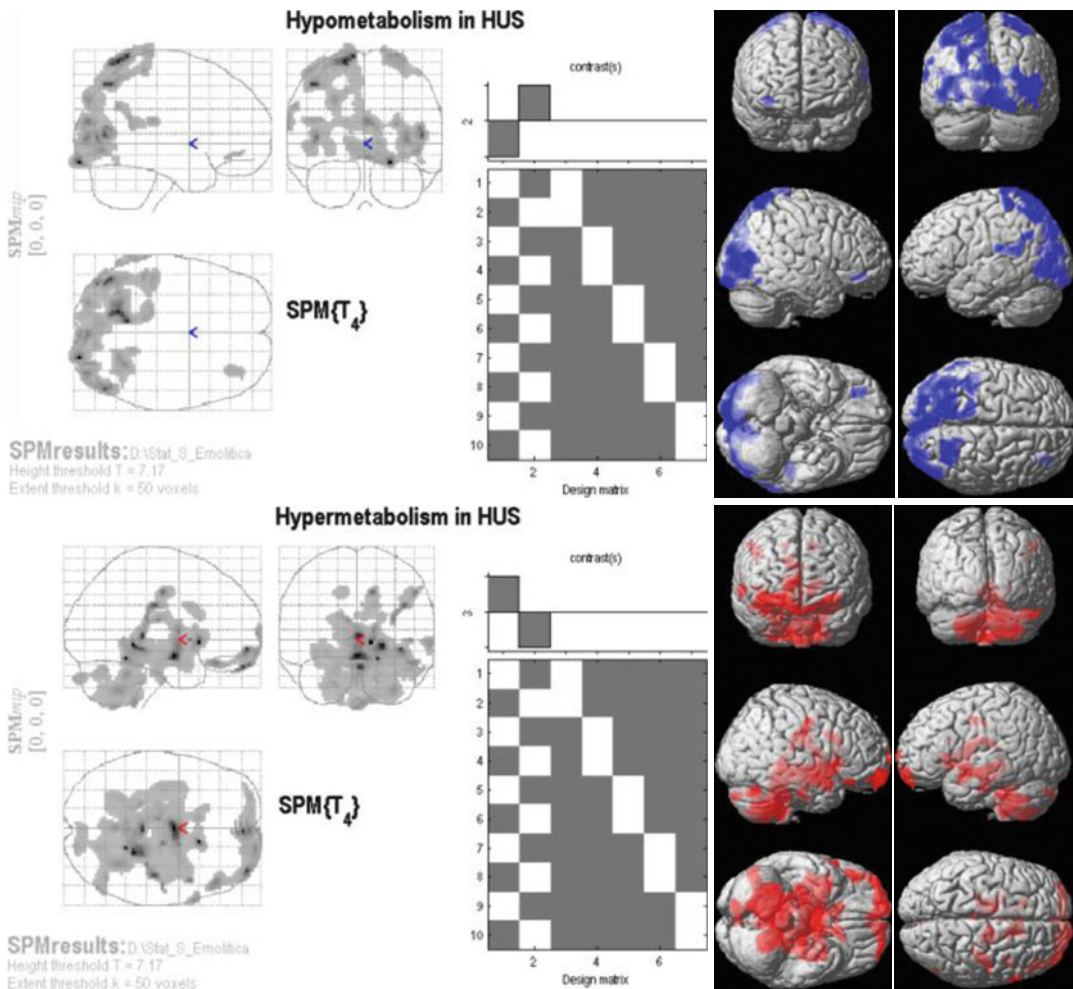 Hypometabolism in HUS
contrast(s)
2
SPMmip
[0, 0, 0]
SPM{T4}
1
2
3
4
5
6
7
8
9
10
2 4 6
Design matrix
SPMresults: D:\Stat_S_Emolitica
Height threshold T = 7.17
Extent threshold k = 50 voxels
Hypermetabolism in HUS
contrast(s)
3
SPMmip
[0, 0, 0]
SPM{T4}
1
2
3
4
5
6
7
8
9
10
2 4 6
Design matrix
SPMresults: D:\Stat_S_Emolitica
Height threshold T = 7.17
Extent threshold k = 50 voxels